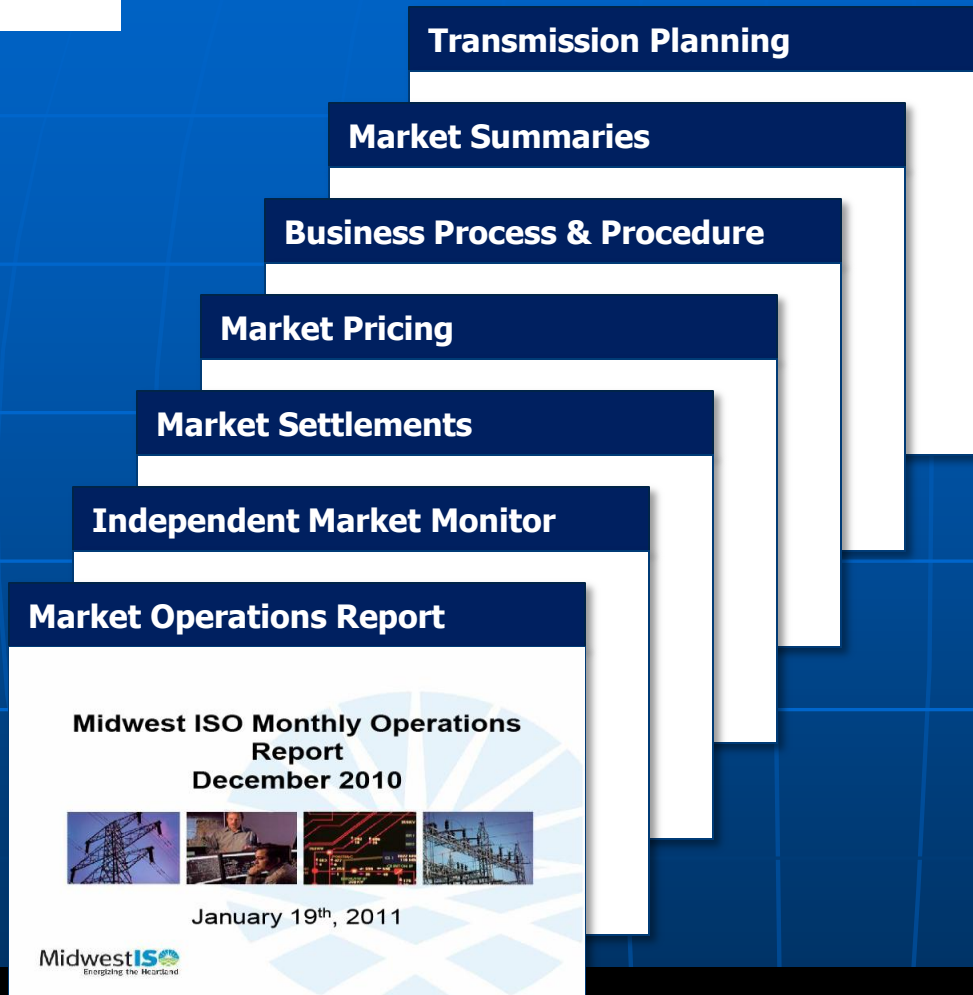 Transmission Planning
Market Summaries
Business Process & Procedure
Market Pricing
Market Settlements
Independent Market Monitor
Market Operations Report
Midwest ISO Monthly Operations
Report
December 2010
January 19th, 2011
MidwestISO
Energizing the Heartland